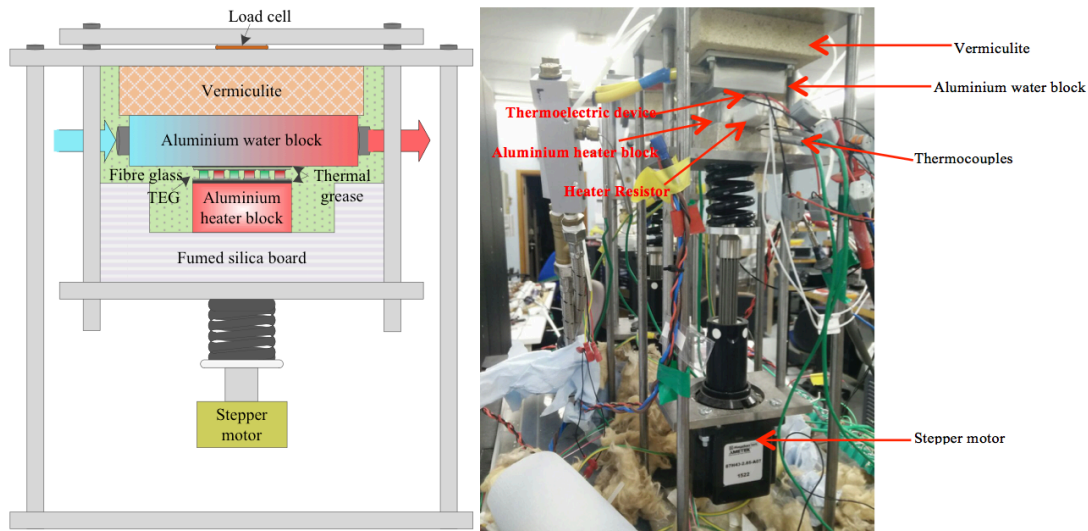 Load cell
Vermiculite
Aluminium water block
Fibre glass
TEG
Thermal
grease
Aluminium
heater block
Fumed silica board
Stepper
motor
Vermiculite
Aluminium water block
Thermoelectric device
Aluminium heater block
Thermocouples
Heater Resistor
Stepper motor
AMETEK